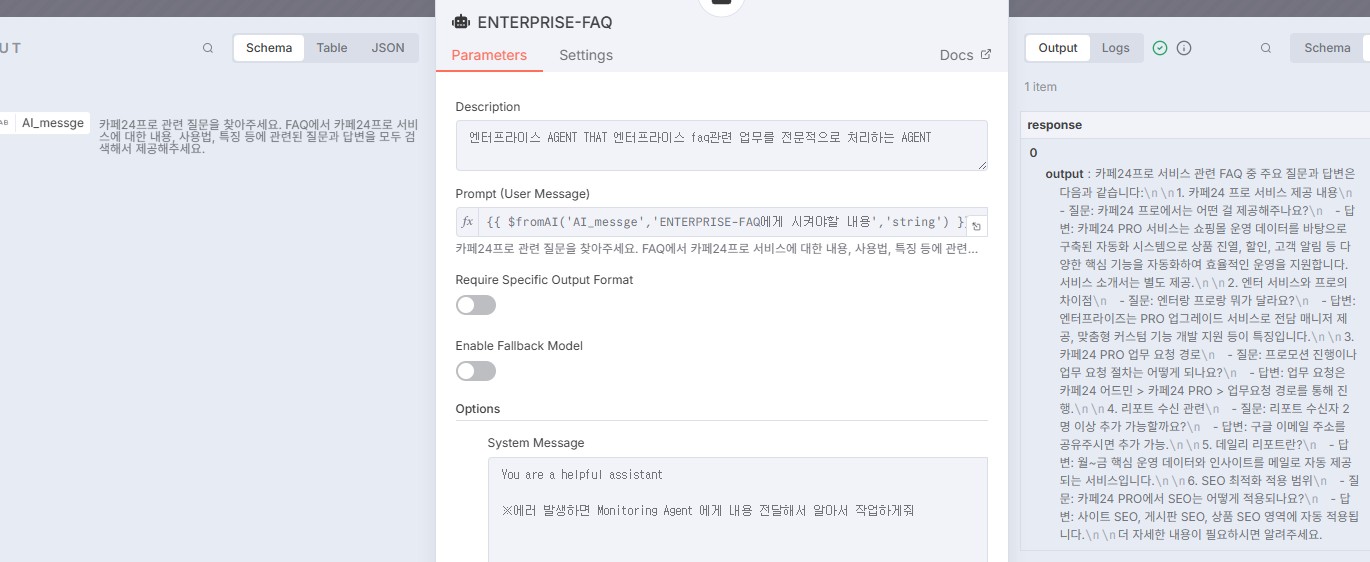 ENTERPRISE-FAQ
UT
Schema
Table
JSON
Parameters
Settings
Docs
Output
Logs
Schema
1 item
AI_messge
카페24프로 관련 질문을 찾아주세요. FAQ에서 카페24프로 서비
스에 대한 내용, 사용법, 특징 등에 관련된 질문과 답변을 모두 검
색해서 제공해주세요.
Description
엔터프라이스 AGENT THAT 엔터프라이스 faq관련 업무를 전문적으로 처리하는 AGENT
Prompt (User Message)
fx
{{ $fromAI('AI_messge','ENTERPRISE-FAQ에게 시켜야할 내용','string') }
카페24프로 관련 질문을 찾아주세요. FAQ에서 카페24프로 서비스에 대한 내용, 사용법, 특징 등에 관련...
Require Specific Output Format
Enable Fallback Model
Options
System Message
You are a helpful assistant
※에러 발생하면 Monitoring Agent 에게 내용 전달해서 알아서 작업하게줘
response
0
output : 카페24프로 서비스 관련 FAQ 중 주요 질문과 답변은
다음과 같습니다:\n\n1. 카페24 프로 서비스 제공 내용\n
- 질문: 카페24 프로에서는 어떤 걸 제공해주나요?\n - 답
변: 카페24 PRO 서비스는 쇼핑몰 운영 데이터를 바탕으로
구축된 자동화 시스템으로 상품 진열, 할인, 고객 알림 등 다
양한 핵심 기능을 자동화하여 효율적인 운영을 지원합니다.
서비스 소개서는 별도 제공.\n\n2. 엔터 서비스와 프로의
차이점\n - 질문: 엔터랑 프로랑 뭐가 달라요?\n - 답변:
엔터프라이즈는 PRO 업그레이드 서비스로 전담 매니저 제
공, 맞춤형 커스텀 기능 개발 지원 등이 특징입니다.\n\n3.
카페24 PRO 업무 요청 경로\n - 질문: 프로모션 진행이나
업무 요청 절차는 어떻게 되나요?\n - 답변: 업무 요청은
카페24 어드민 > 카페24 PRO > 업무요청 경로를 통해 진
행.\n\n4. 리포트 수신 관련\n - 질문: 리포트 수신자 2
명 이상 추가 가능할까요?\n - 답변: 구글 이메일 주소를
공유주시면 추가 가능.\n\n5. 데일리 리포트란?\n - 답
변: 월~금 핵심 운영 데이터와 인사이트를 메일로 자동 제공
되는 서비스입니다.\n\n6. SEO 최적화 적용 범위\n - 질
문: 카페24 PRO에서 SEO는 어떻게 적용되나요?\n - 답
변: 사이트 SEO, 게시판 SEO, 상품 SEO 영역에 자동 적용됩
니다.\n\n더 자세한 내용이 필요하시면 알려주세요.